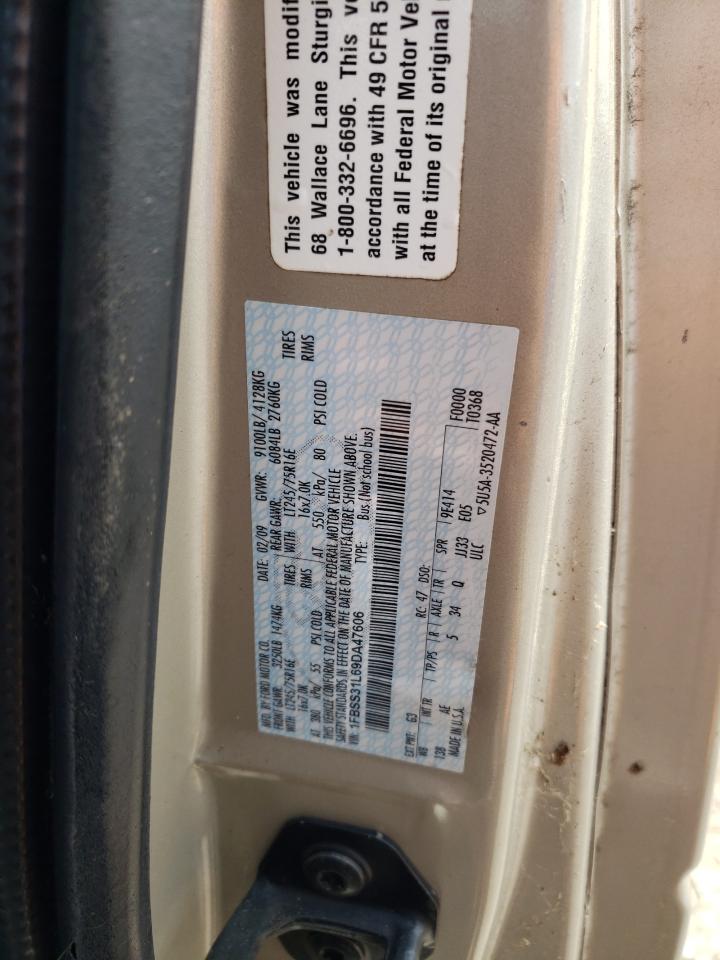 This vehicle was modif
68 Wallace Lane Sturgi
1-800-332-6696. This ve
accordance with 49 CFR 5
with all Federal Motor Ve
at the time of its original
MFD. BY FORD MOTOR CO.
DATE: 02/09 GVWR: 9100LB/ 4128KG
FRONT GAWR: 3250LB 1474KG REAR GAWR: 6084LB 2760KG
WITH LT245/75R16E TIRES WITH LT245/75R16E TIRES
16x7.0K RIMS 16x7.0K RIMS
AT 380 kPa/ 55 PSI COLD AT 550 kPa/ 80 PSI COLD
THIS VEHICLE CONFORMS TO ALL APPLICABLE FEDERAL MOTOR VEHICLE
SAFETY STANDARDS IN EFFECT ON THE DATE OF MANUFACTURE SHOWN ABOVE.
VIN: 1FBSS31L69DA47606 TYPE: Bus (Not school bus)
EXT PNT: G3 RC: 47 DSO: 9E414 F0000
WB INT TR TP/PS R AXLE TR SPR T0368
138 AE 5 34 Q JJ33 E05
MADE IN U.S.A. ULC ▽5U5A-3520472-AA